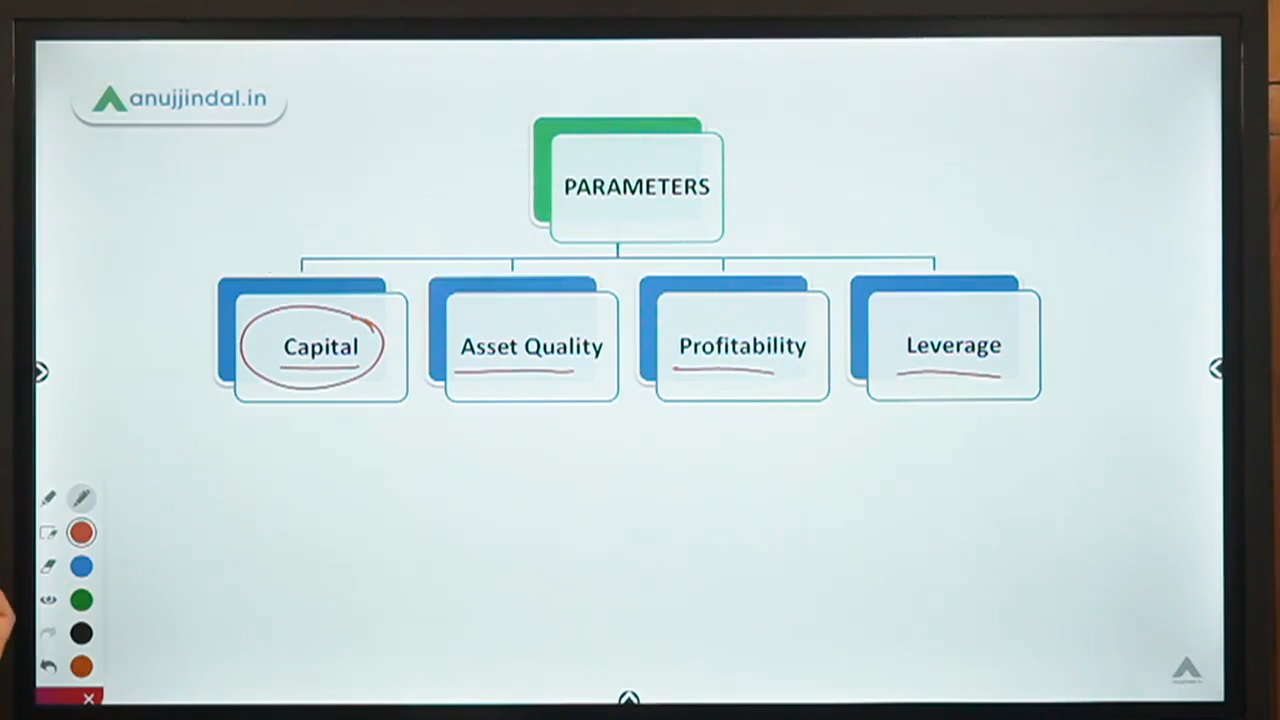 anujjindal.in
PARAMETERS
Capital
Asset Quality
Profitability
Leverage